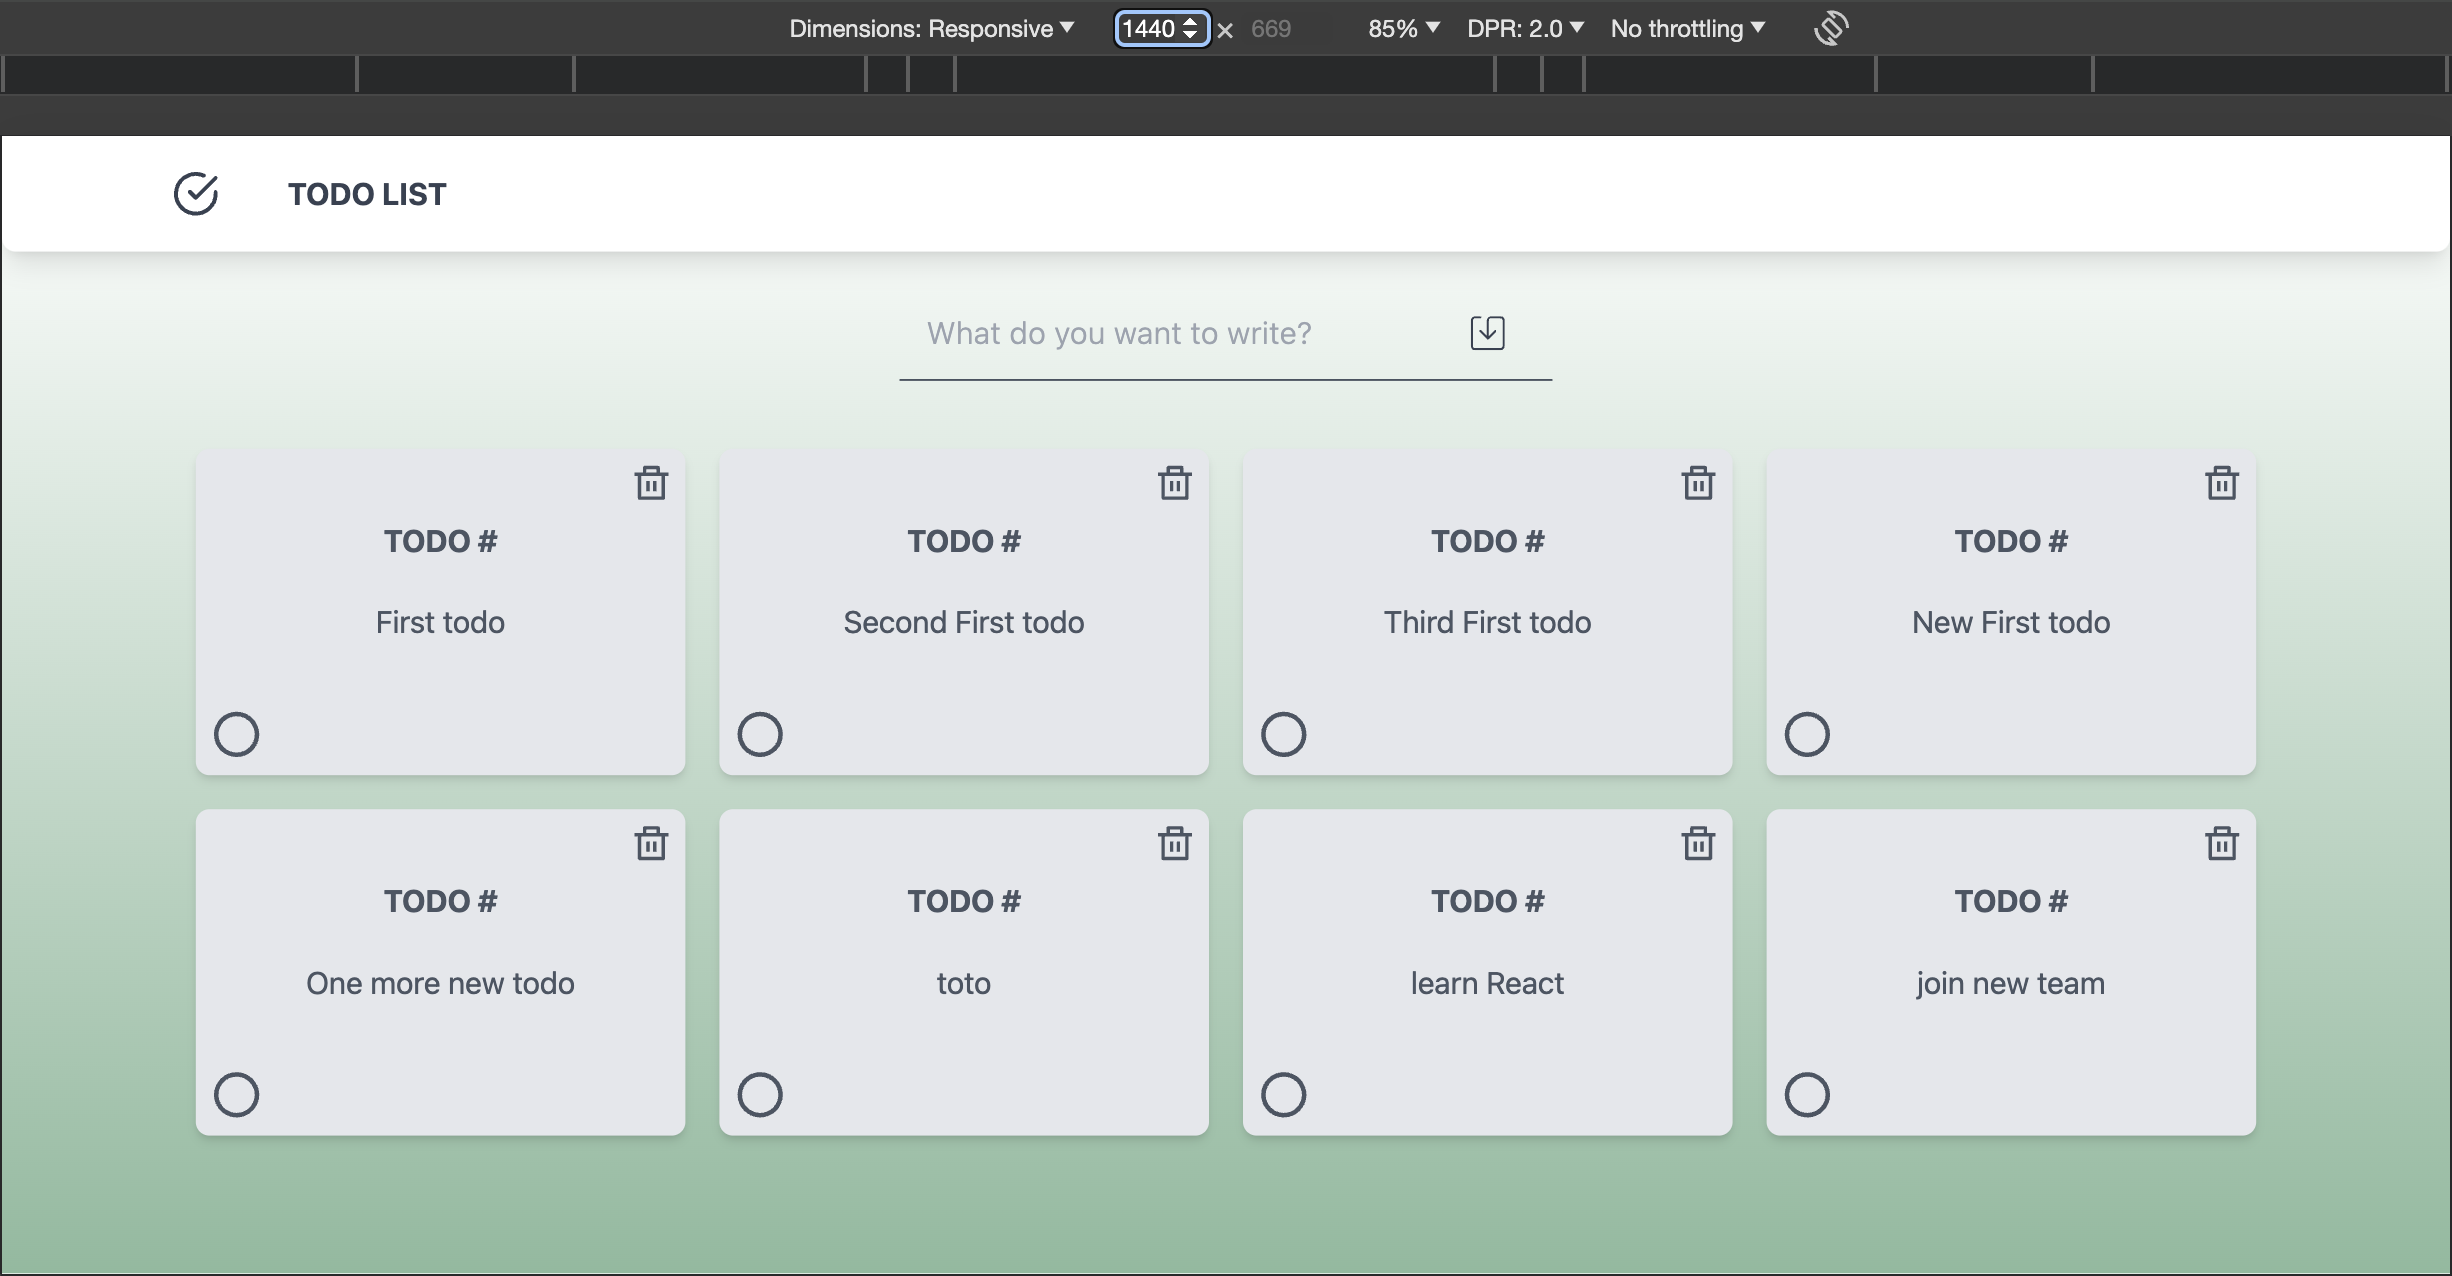 Dimensions: Responsive 1440 × 669 85% DPR: 2.0 No throttling
TODO LIST
What do you want to write?
TODO # TODO # TODO # TODO #
First todo Second First todo Third First todo New First todo
TODO # TODO # TODO # TODO #
One more new todo toto learn React join new team